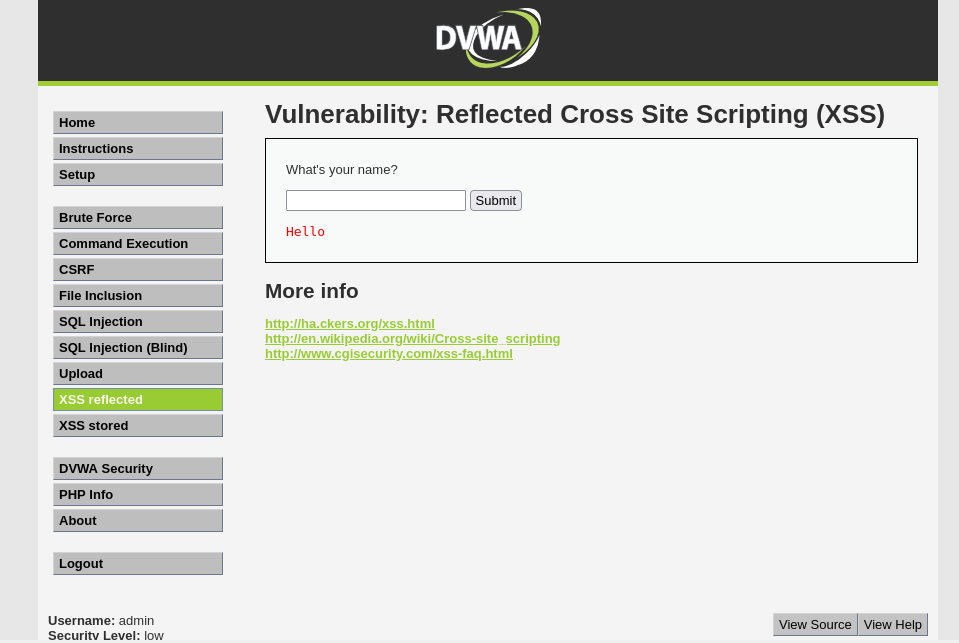 DVWA
Vulnerability: Reflected Cross Site Scripting (XSS)
Home
Instructions
Setup
Brute Force
Command Execution
CSRF
File Inclusion
SQL Injection
SQL Injection (Blind)
Upload
XSS reflected
XSS stored
DVWA Security
PHP Info
About
Logout
What's your name?
Submit
Hello
More info
http://ha.ckers.org/xss.html
http://en.wikipedia.org/wiki/Cross-site_scripting
http://www.cgisecurity.com/xss-faq.html
Username: admin
Security Level: low
View Source View Help